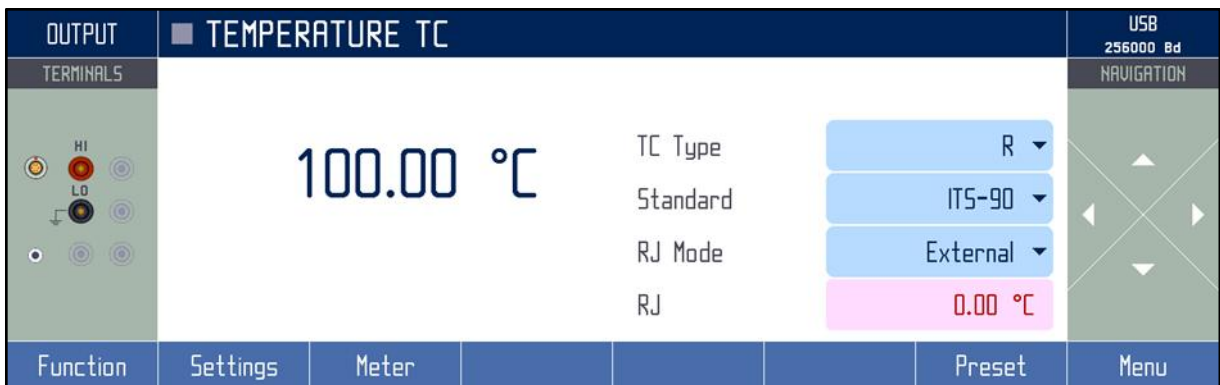 OUTPUT
TEMPERATURE TC
USB
256000 Bd
TERMINALS
NAVIGATION
HI
LO
100.00 °C
TC Type
R
Standard
ITS-90
RJ Mode
External
RJ
0.00 °C
Function
Settings
Meter
Preset
Menu